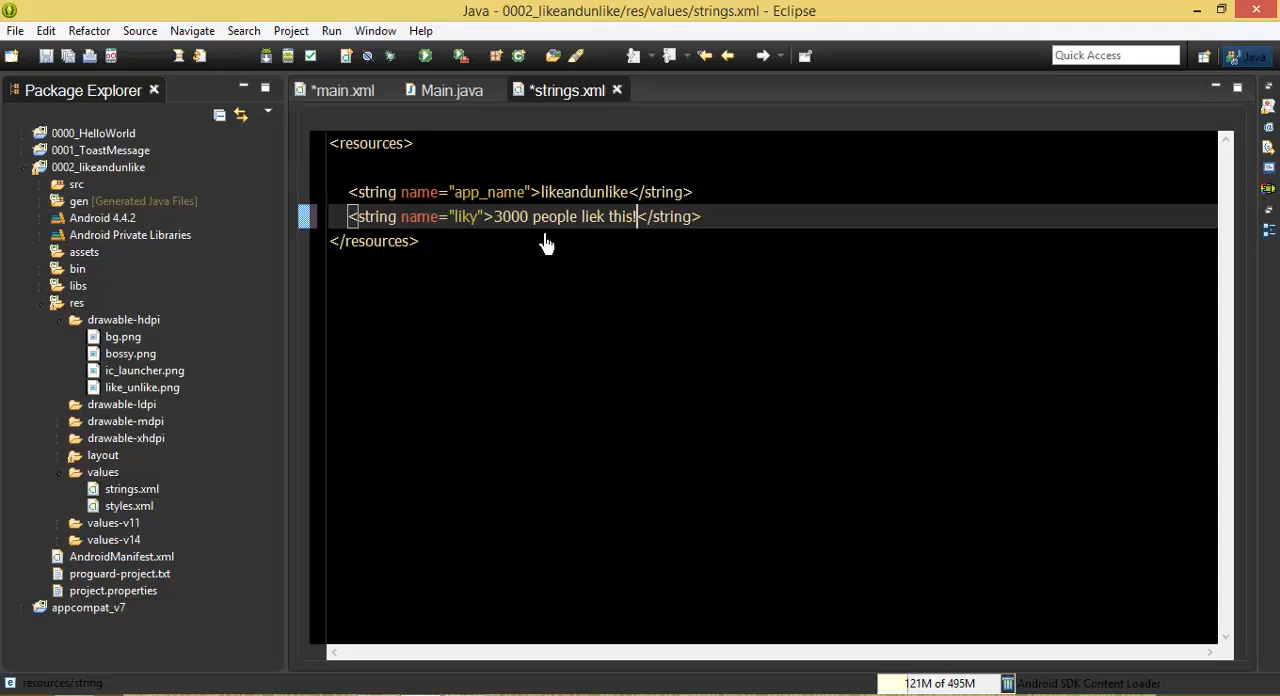 Java - 0002_likeandunlike/res/values/strings.xml - Eclipse
File Edit Refactor Source Navigate Search Project Run Window Help
Quick Access
Java
Package Explorer
*main.xml
Main.java
*strings.xml
0000_HelloWorld
0001_ToastMessage
0002_likeandunlike
src
gen [Generated Java Files]
Android 4.4.2
Android Private Libraries
assets
bin
libs
res
drawable-hdpi
bg.png
bossy.png
ic_launcher.png
like_unlike.png
drawable-ldpi
drawable-mdpi
drawable-xhdpi
layout
values
strings.xml
styles.xml
values-v11
values-v14
AndroidManifest.xml
proguard-project.txt
project.properties
appcompat_v7
<resources>
<string name="app_name">likeandunlike</string>
<string name="liky">3000 people liek this!</string>
</resources>
resources/string
121M of 495M
Android SDK Content Loader